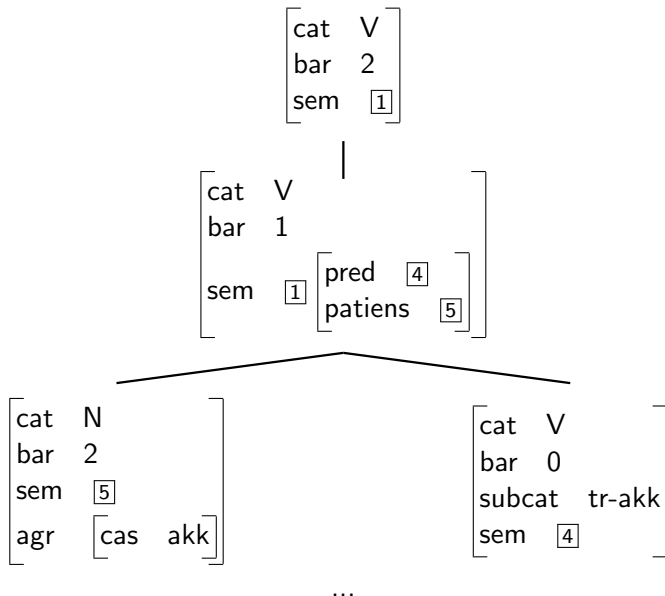 cat V
bar 2
sem 1
cat V
bar 1
sem 1 pred 4
patiens 5
cat N
bar 2
sem 5
agr cas akk
cat V
bar 0
subcat tr-akk
sem 4
...